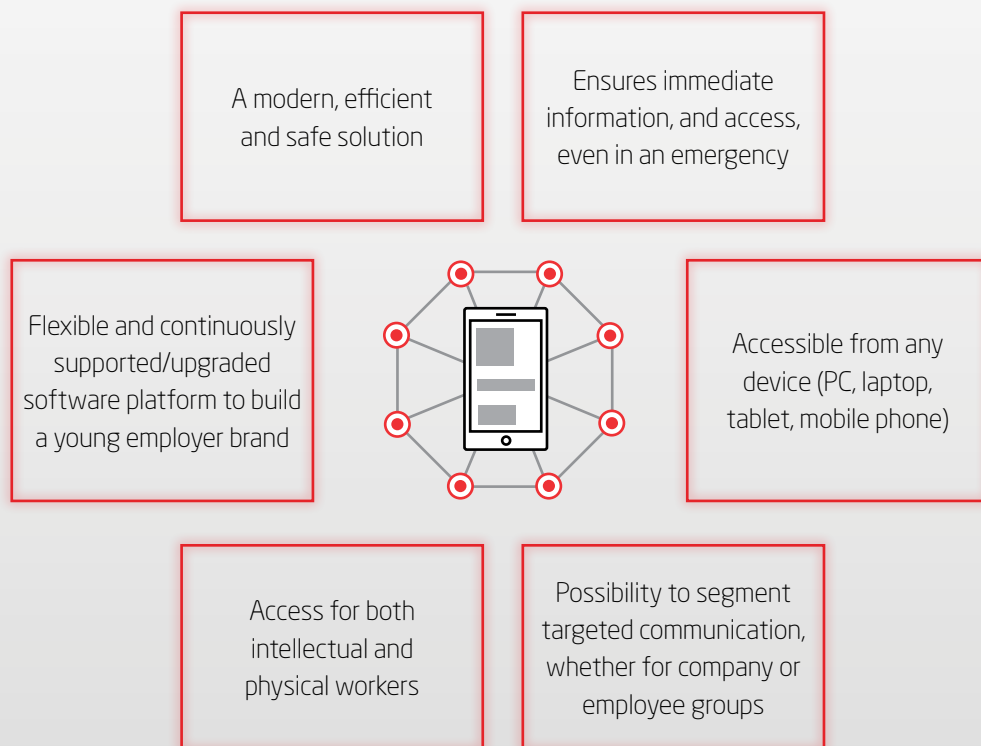 A modern, efficient
and safe solution
Ensures immediate
information, and access,
even in an emergency
Flexible and continuously
supported/upgraded
software platform to build
a young employer brand
Accessible from any
device (PC, laptop,
tablet, mobile phone)
Access for both
intellectual and
physical workers
Possibility to segment
targeted communication,
whether for company or
employee groups